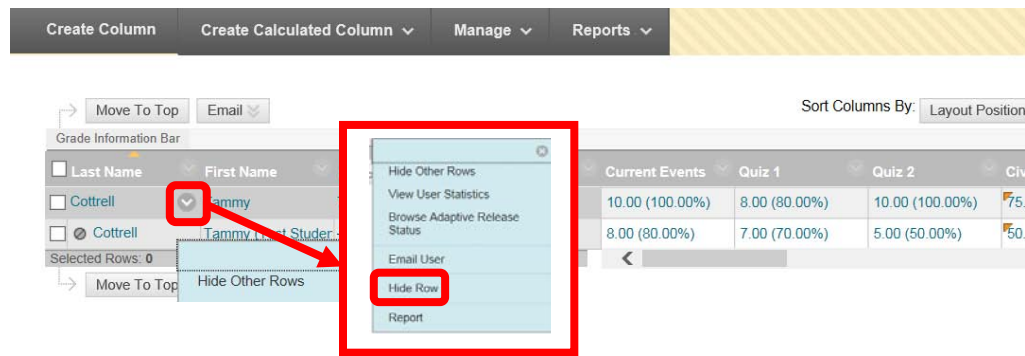 Create Column Create Calculated Column Manage Reports
Move To Top Email Sort Columns By: Layout Position
Grade Information Bar
Last Name First Name Current Events Quiz 1 Quiz 2
Cottrell Tammy 10.00 (100.00%) 8.00 (80.00%) 10.00 (100.00%) 75.
Cottrell Tammy (Test 8.00 (80.00%) 7.00 (70.00%) 5.00 (50.00%) 50.
Selected Rows: 0
Move To Top
Hide Other Rows
Hide Other Rows
View User Statistics
Browse Adaptive Release
Status
Email User
Hide Row
Report